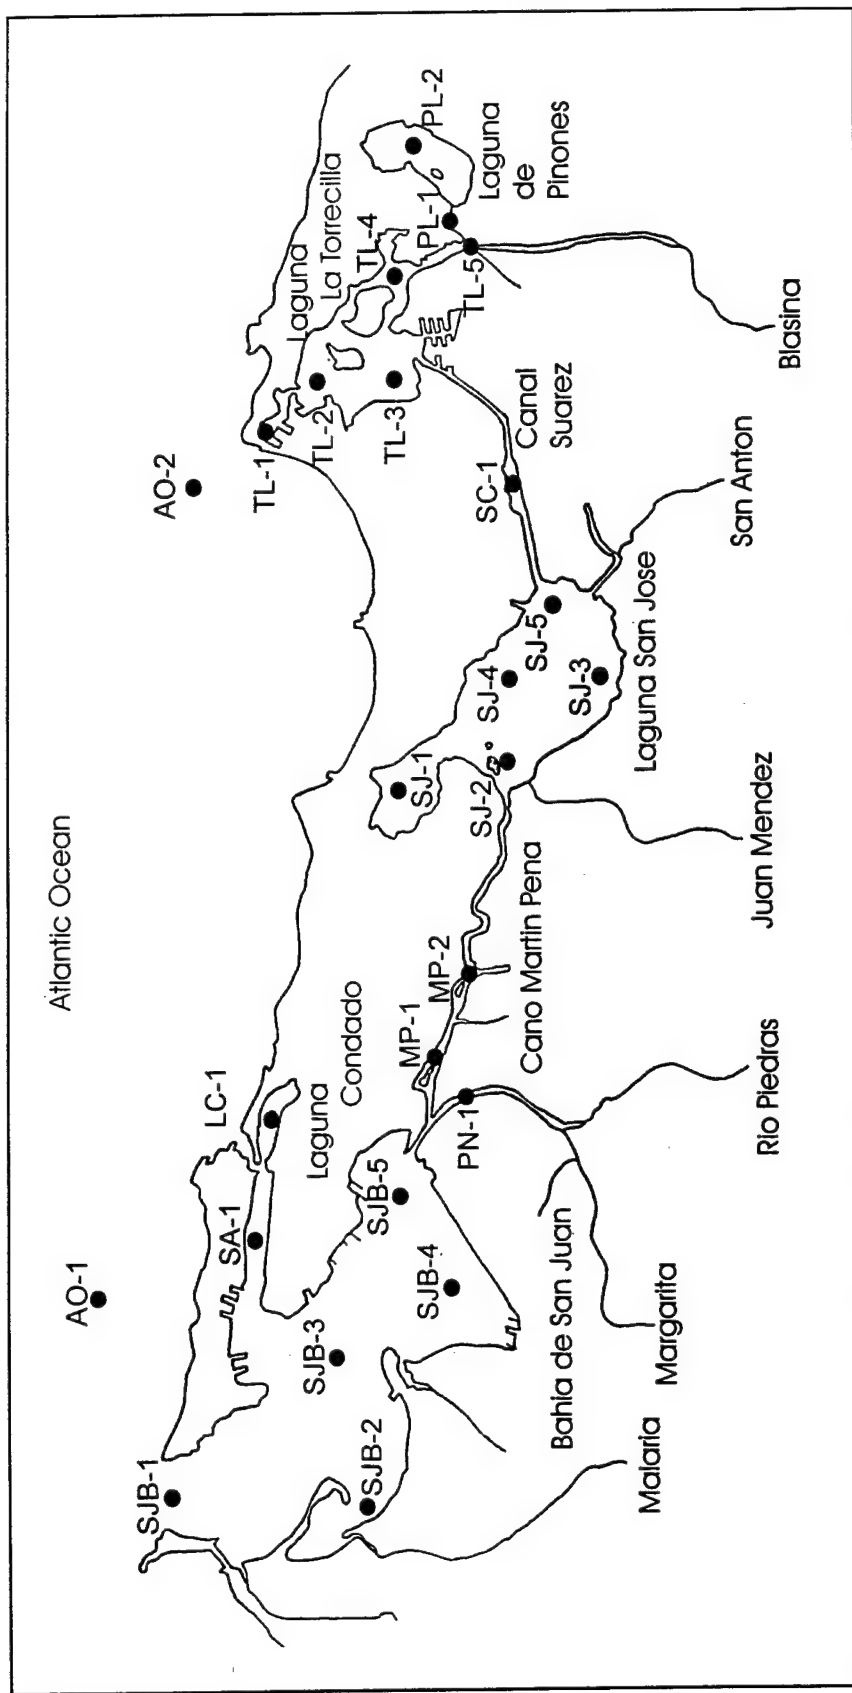 Atlantic Ocean
AO-1
AO-2
SJB-1
SA-1
LC-1
TL-1
Laguna
La Torrecilla
TL-2
TL-4
SJB-3
Laguna
Condado
SJ-1
TL-3
PL-1
PL-2
SJB-2
SJB-5
MP-1
SJ-4
SC-1
TL-5
Laguna
de
Pinones
SJB-4
PN-1
MP-2
SJ-2
SJ-5
Canal
Suarez
Cano Martin Pena
SJ-3
Bahia de San Juan
Laguna San Jose
Malaria
Margarita
Rio Piedras
Juan Mendez
San Anton
Blasina